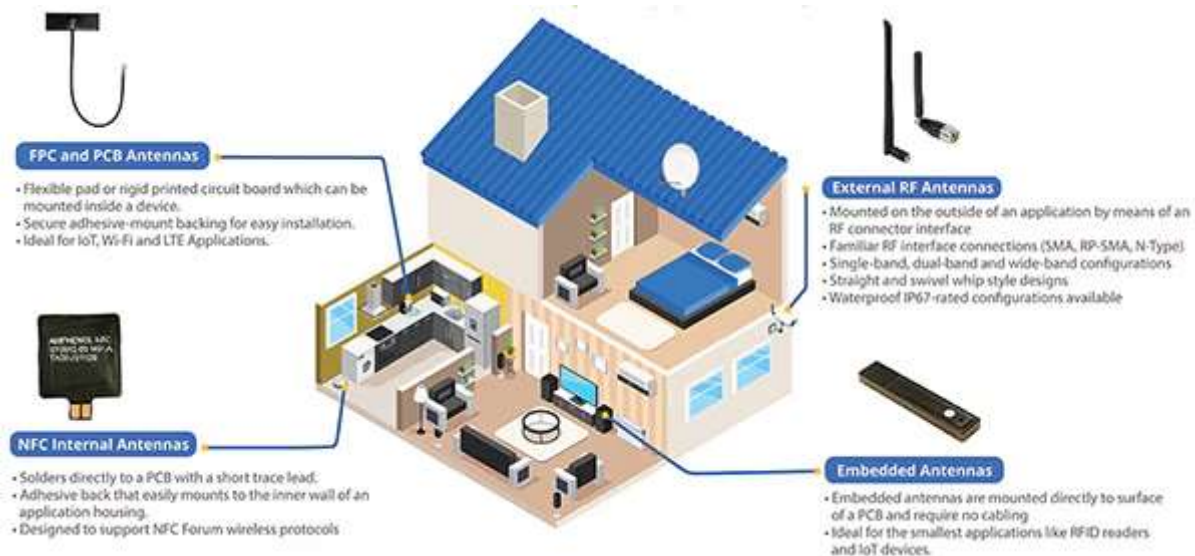 FPC and PCB Antennas
• Flexible pad or rigid printed circuit board which can be
mounted inside a device.
• Secure adhesive-mount backing for easy installation.
• Ideal for IoT, Wi-Fi and LTE Applications.
External RF Antennas
• Mounted on the outside of an application by means of an
RF connector interface
• Familiar RF interface connections (SMA, RP-SMA, N-Type)
• Single-band, dual-band and wide-band configurations
• Straight and swivel whip style designs
• Waterproof IP67-rated configurations available
AMPHENOL
NFC Internal Antennas
• Solders directly to a PCB with a short trace lead.
• Adhesive back that easily mounts to the inner wall of an
application housing.
• Designed to support NFC Forum wireless protocols
Embedded Antennas
• Embedded antennas are mounted directly to surface
of a PCB and require no cabling
• Ideal for the smallest applications like RFID readers
and IoT devices.